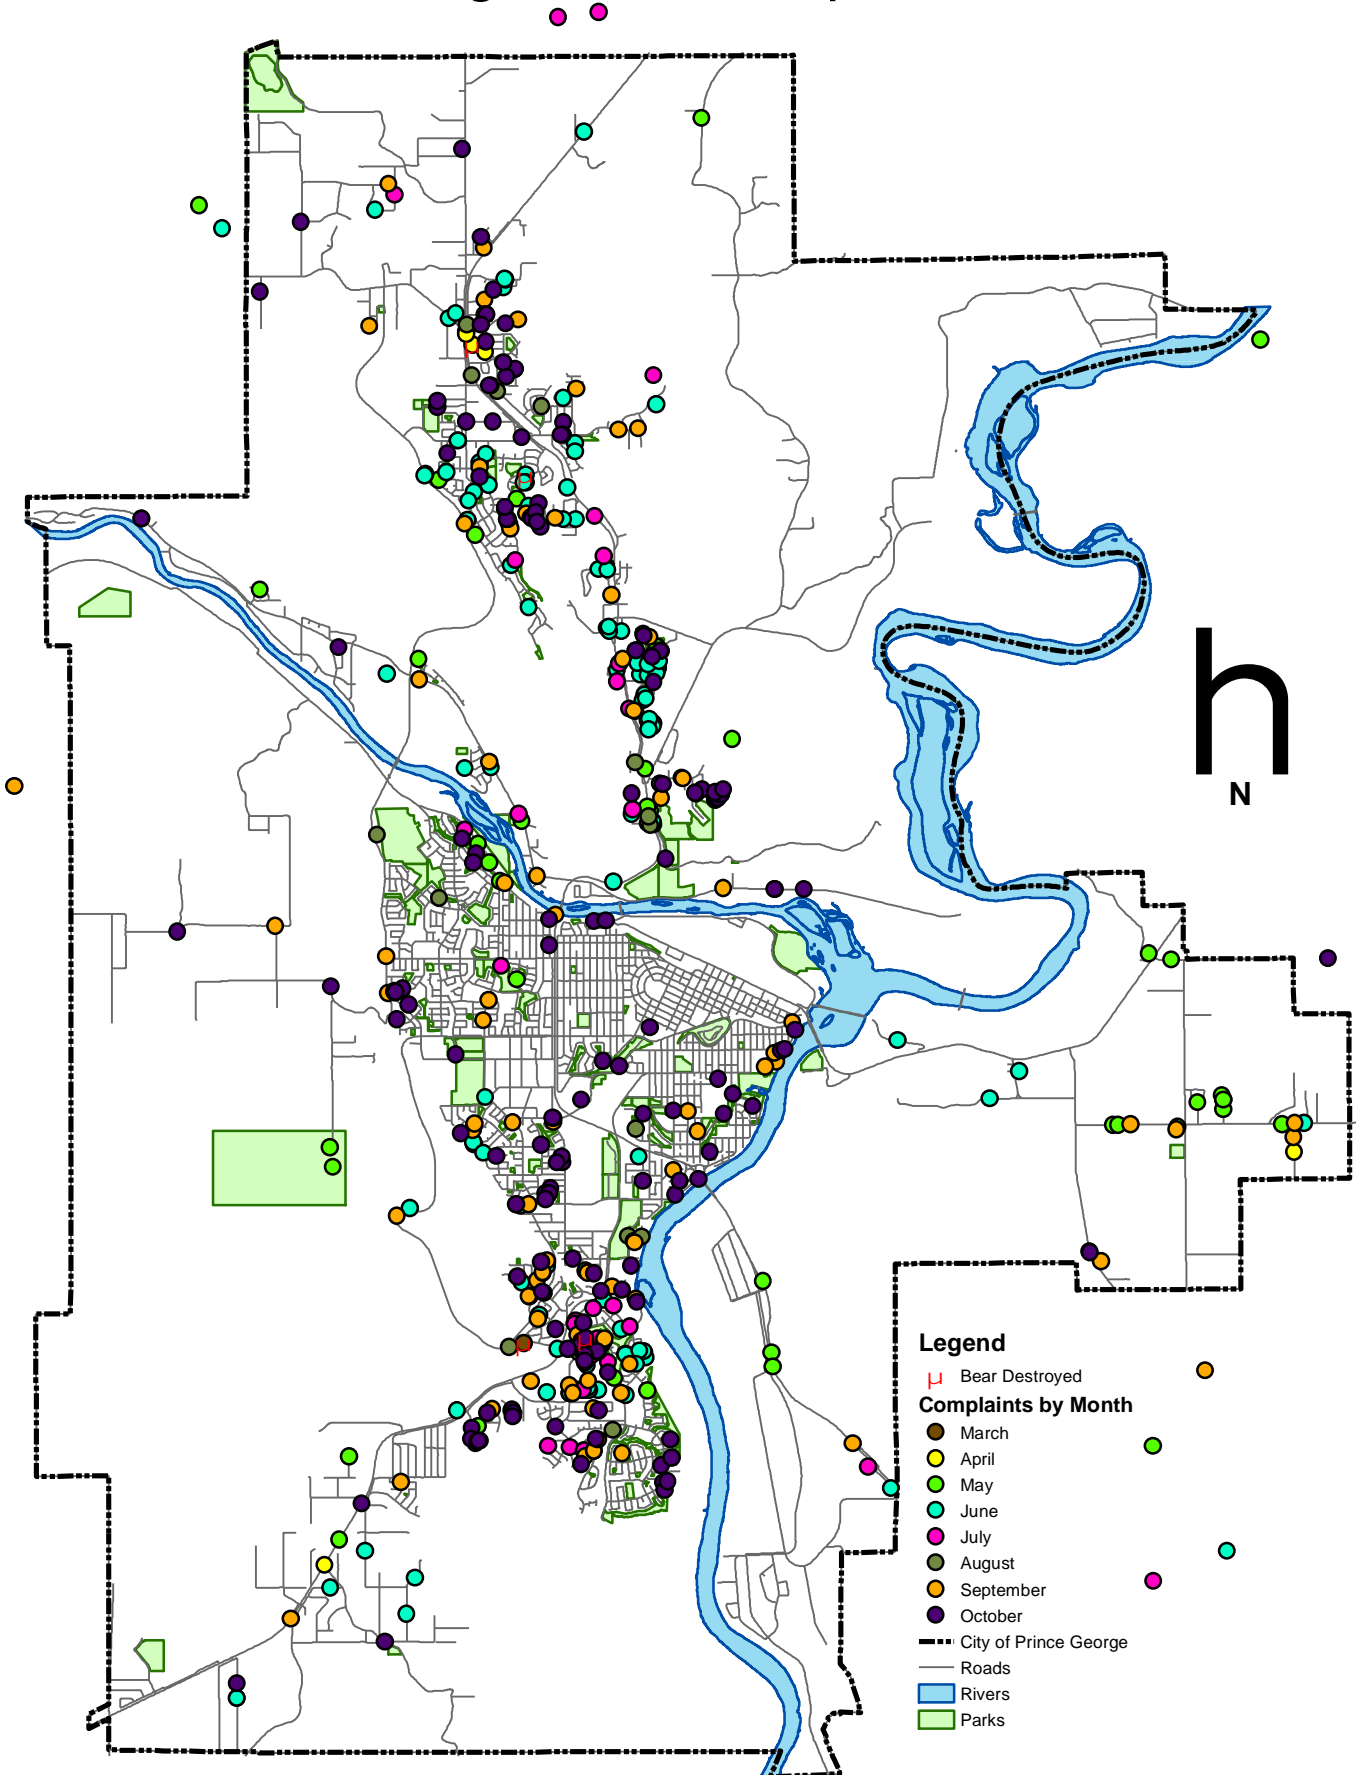 h
N
Legend
µ Bear Destroyed
Complaints by Month
March
April
May
June
July
August
September
October
City of Prince George
Roads
Rivers
Parks